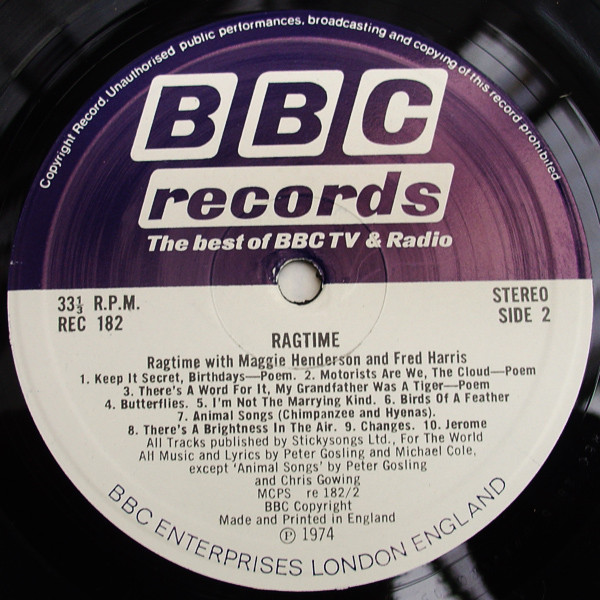 Copyright Record. Unauthorised public performances, broadcasting and copying of this record prohibited
BBC
records
The best of BBC TV & Radio
33⅓ R.P.M.
REC 182
STEREO
SIDE 2
RAGTIME
Ragtime with Maggie Henderson and Fred Harris
1. Keep It Secret, Birthdays—Poem. 2. Motorists Are We, The Cloud—Poem
3. There's A Word For It, My Grandfather Was A Tiger—Poem
4. Butterflies. 5. I'm Not The Marrying Kind. 6. Birds Of A Feather
7. Animal Songs (Chimpanzee and Hyenas).
8. There's A Brightness In The Air. 9. Changes. 10. Jerome
All Tracks published by Stickysongs Ltd., For The World
All Music and Lyrics by Peter Gosling and Michael Cole,
except 'Animal Songs' by Peter Gosling
and Chris Gowing
MCPS re 182/2
BBC Copyright
Made and Printed in England
℗ 1974
BBC ENTERPRISES LONDON ENGLAND